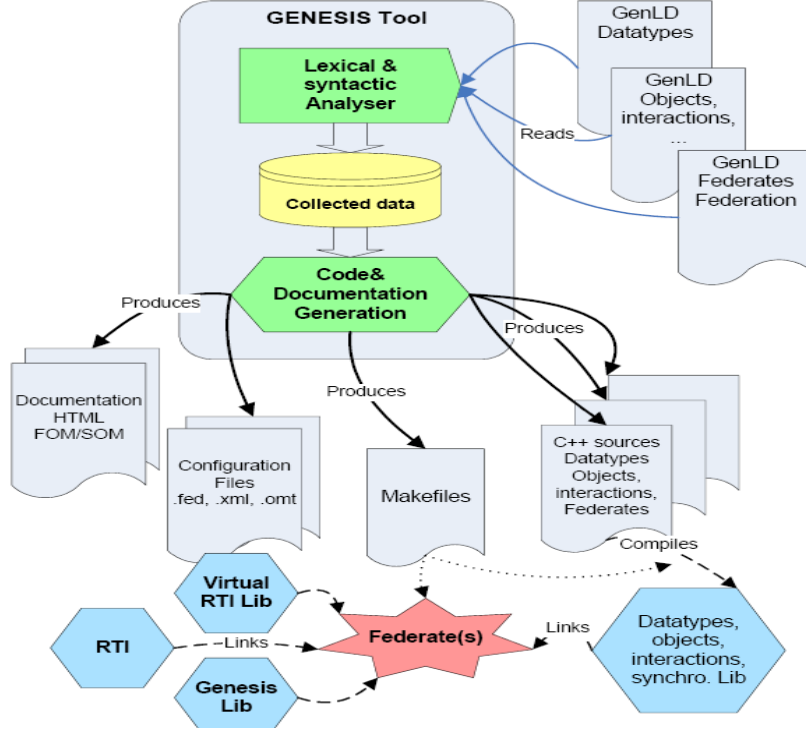 GENESIS Tool
Lexical &
syntactic
Analyser
GenLD
Datatypes
GenLD
Objects,
interactions,
...
Reads
GenLD
Federates
Federation
Collected data
Code&
Documentation
Generation
Produces
Produces
Produces
Documentation
HTML
FOM/SOM
Configuration
Files
.fed, .xml, .omt
Makefiles
C++ sources
Datatypes
Objects,
interactions,
Federates
Compiles
Virtual
RTI Lib
RTI
Links
Federate(s)
Links
Datatypes,
objects,
interactions,
synchro. Lib
Genesis
Lib